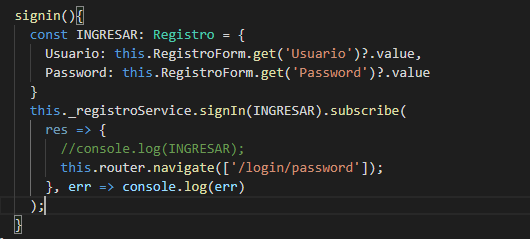 signin(){
const INGRESAR: Registro = {
Usuario: this.RegistroForm.get('Usuario')?.value,
Password: this.RegistroForm.get('Password')?.value
}
this._registroService.signIn(INGRESAR).subscribe(
res => {
//console.log(INGRESAR);
this.router.navigate(['/login/password']);
}, err => console.log(err)
);
}